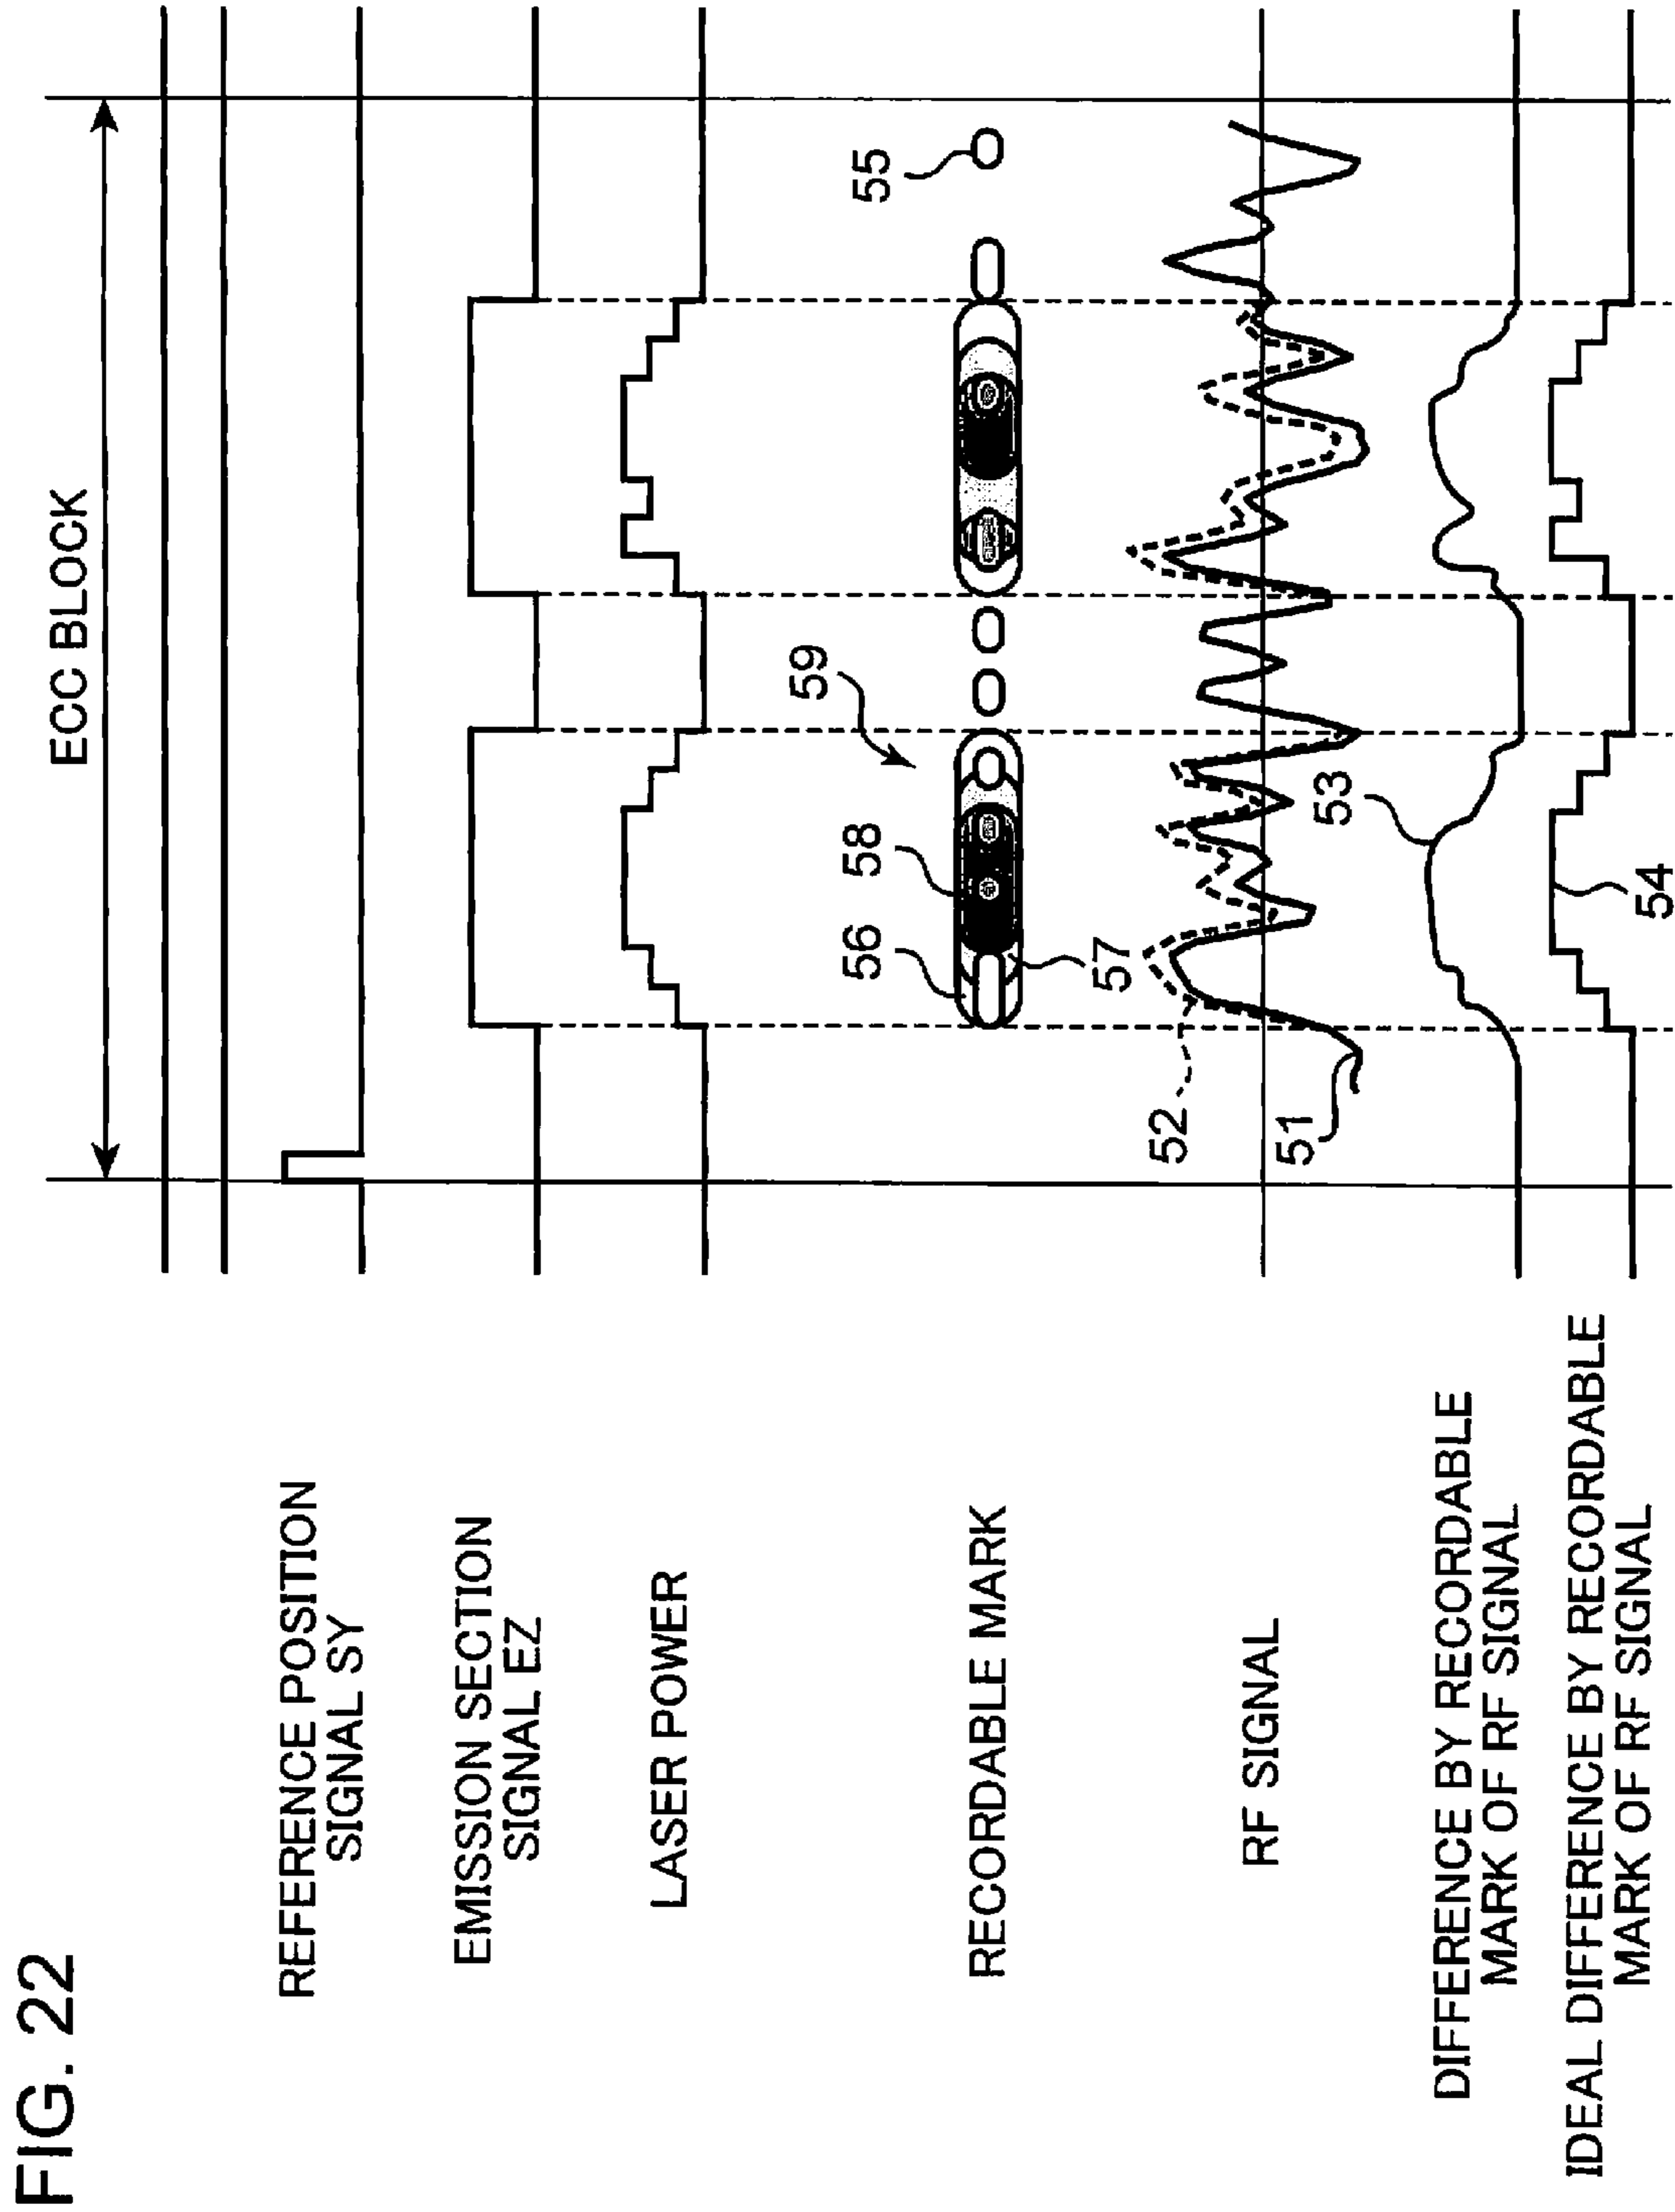 FIG. 22
ECC BLOCK
REFERENCE POSITION
SIGNAL SY
EMISSION SECTION
SIGNAL EZ
LASER POWER
RECORDABLE MARK
56
58
59
55
57
RF SIGNAL
52
51
DIFFERENCE BY RECORDABLE
MARK OF RF SIGNAL
53
IDEAL DIFFERENCE BY RECORDABLE
MARK OF RF SIGNAL
54